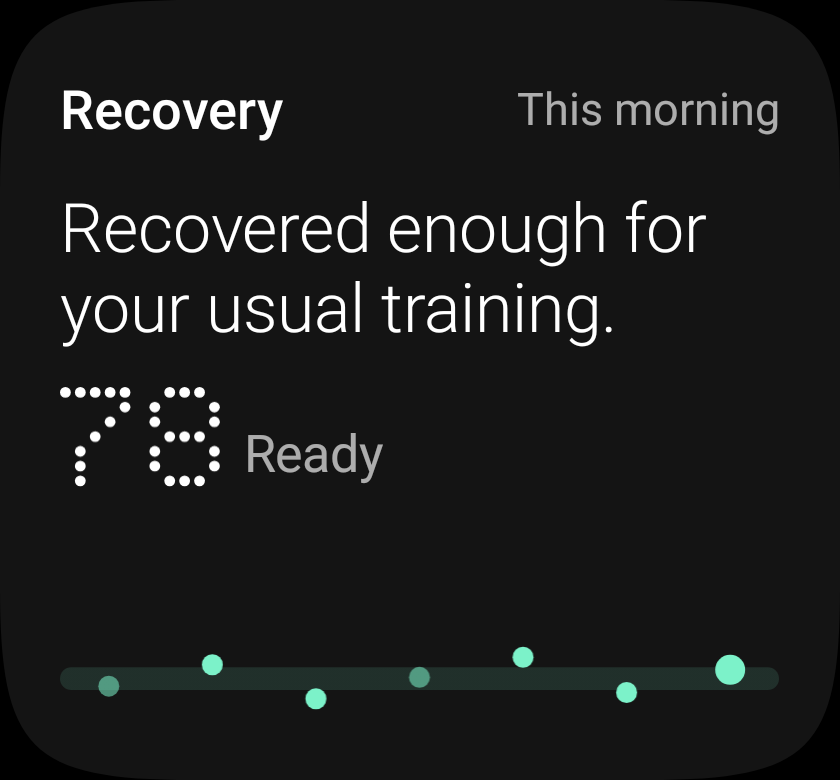 Recovery
This morning
Recovered enough for
your usual training.
78 Ready